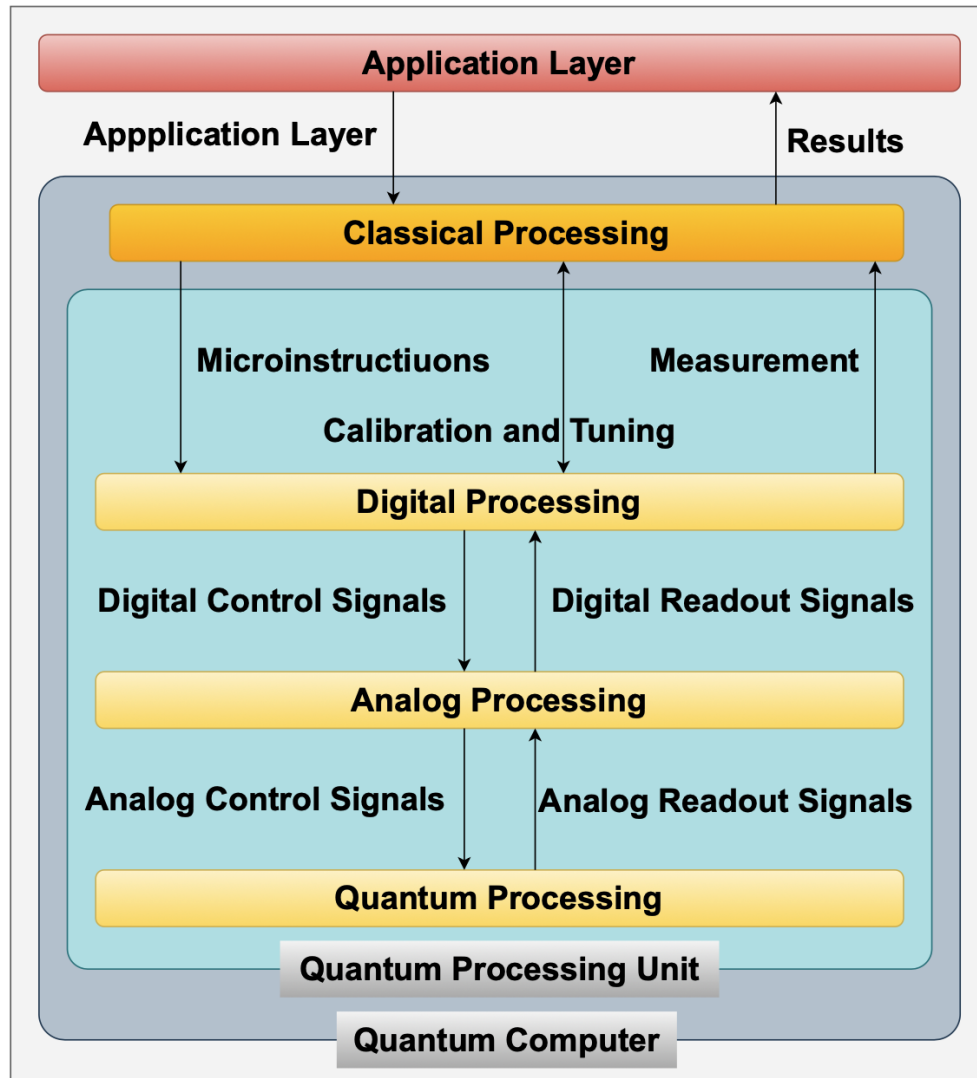 Application Layer
Appplication Layer
Results
Classical Processing
Microinstructiuons
Measurement
Calibration and Tuning
Digital Processing
Digital Control Signals
Digital Readout Signals
Analog Processing
Analog Control Signals
Analog Readout Signals
Quantum Processing
Quantum Processing Unit
Quantum Computer